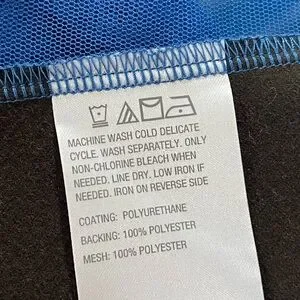 MACHINE WASH COLD DELICATE
CYCLE. WASH SEPARATELY. ONLY
NON-CHLORINE BLEACH WHEN
NEEDED. LINE DRY. LOW IRON IF
NEEDED. IRON ON REVERSE SIDE
COATING: POLYURETHANE
BACKING: 100% POLYESTER
MESH: 100% POLYESTER